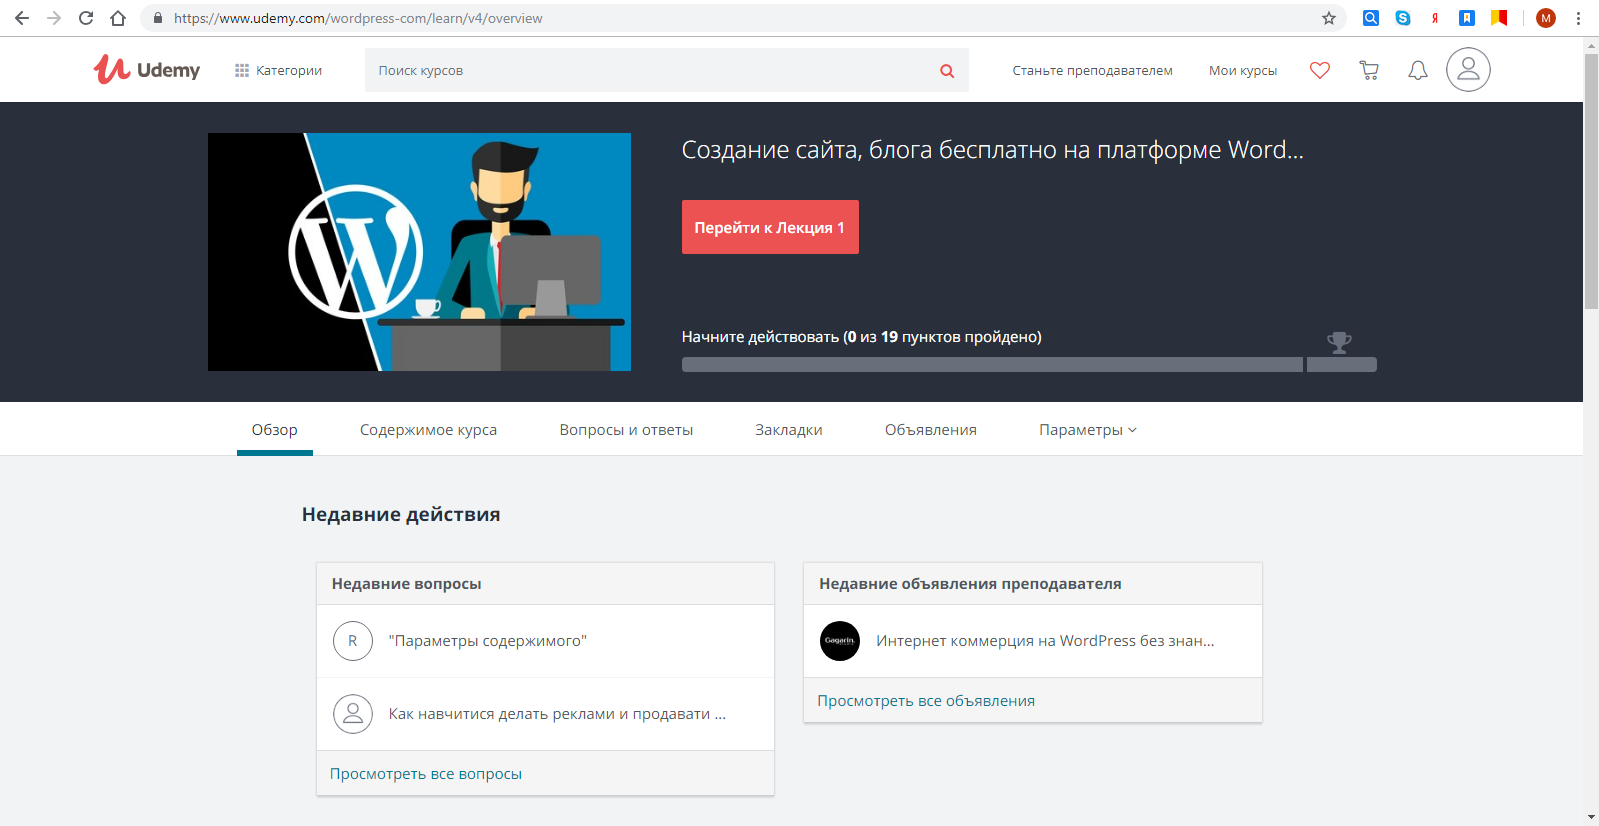 https://www.udemy.com/wordpress-com/learn/v4/overview
Я
M
Udemy
Категории
Поиск курсов
Станьте преподавателем
Мои курсы
Создание сайта, блога бесплатно на платформе Word...
Перейти к Лекция 1
Начните действовать (0 из 19 пунктов пройдено)
Обзор
Содержимое курса
Вопросы и ответы
Закладки
Объявления
Параметры
Недавние действия
Недавние вопросы
R
"Параметры содержимого"
Как навчитися делать реклами и продавати ...
Просмотреть все вопросы
Недавние объявления преподавателя
Gagarin.
Интернет коммерция на WordPress без знан...
Просмотреть все объявления